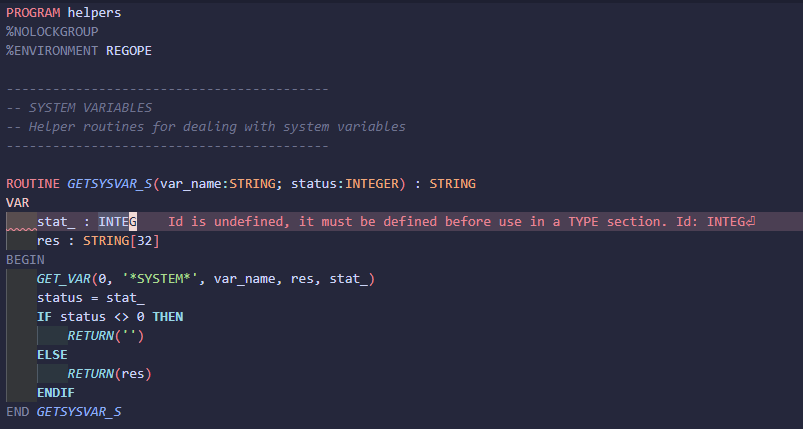 PROGRAM helpers
%NOLOCKGROUP
%ENVIRONMENT REGOPE
------------------------------------------
-- SYSTEM VARIABLES
-- Helper routines for dealing with system variables
------------------------------------------
ROUTINE GETSYSVAR_S(var_name:STRING; status:INTEGER) : STRING
VAR
    stat_ : INTEG    Id is undefined, it must be defined before use in a TYPE section. Id: INTEG⏎
    res : STRING[32]
BEGIN
    GET_VAR(0, '*SYSTEM*', var_name, res, stat_)
    status = stat_
    IF status <> 0 THEN
        RETURN('')
    ELSE
        RETURN(res)
    ENDIF
END GETSYSVAR_S